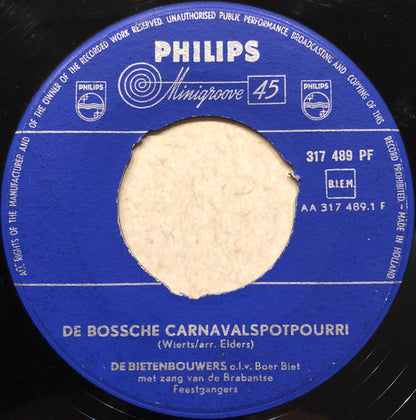 ALL RIGHTS OF THE MANUFACTURER AND OF THE OWNER OF THE RECORDED WORK RESERVED. UNAUTHORISED PUBLIC PERFORMANCE, BROADCASTING AND COPYING OF THIS RECORD PROHIBITED - MADE IN HOLLAND
PHILIPS
PHILIPS
Minigroove 45
PHILIPS
317 489 PF
B.I.E.M.
AA 317 489.1 F
DE BOSSCHE CARNAVALSPOTPOURRI
(Wierts/arr. Elders)
DE BIETENBOUWERS o.l.v. Boer Biet
met zang van de Brabantse
Feestgangers